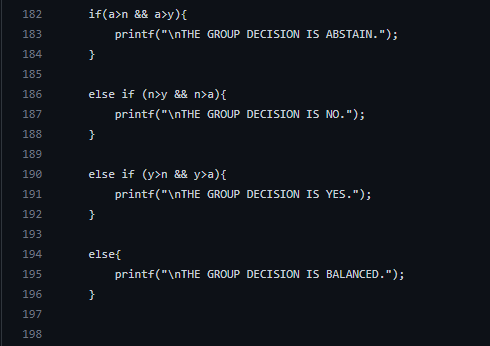 182 if(a>n && a>y){
183 printf("\nTHE GROUP DECISION IS ABSTAIN.");
184 }
185
186 else if (n>y && n>a){
187 printf("\nTHE GROUP DECISION IS NO.");
188 }
189
190 else if (y>n && y>a){
191 printf("\nTHE GROUP DECISION IS YES.");
192 }
193
194 else{
195 printf("\nTHE GROUP DECISION IS BALANCED.");
196 }
197
198